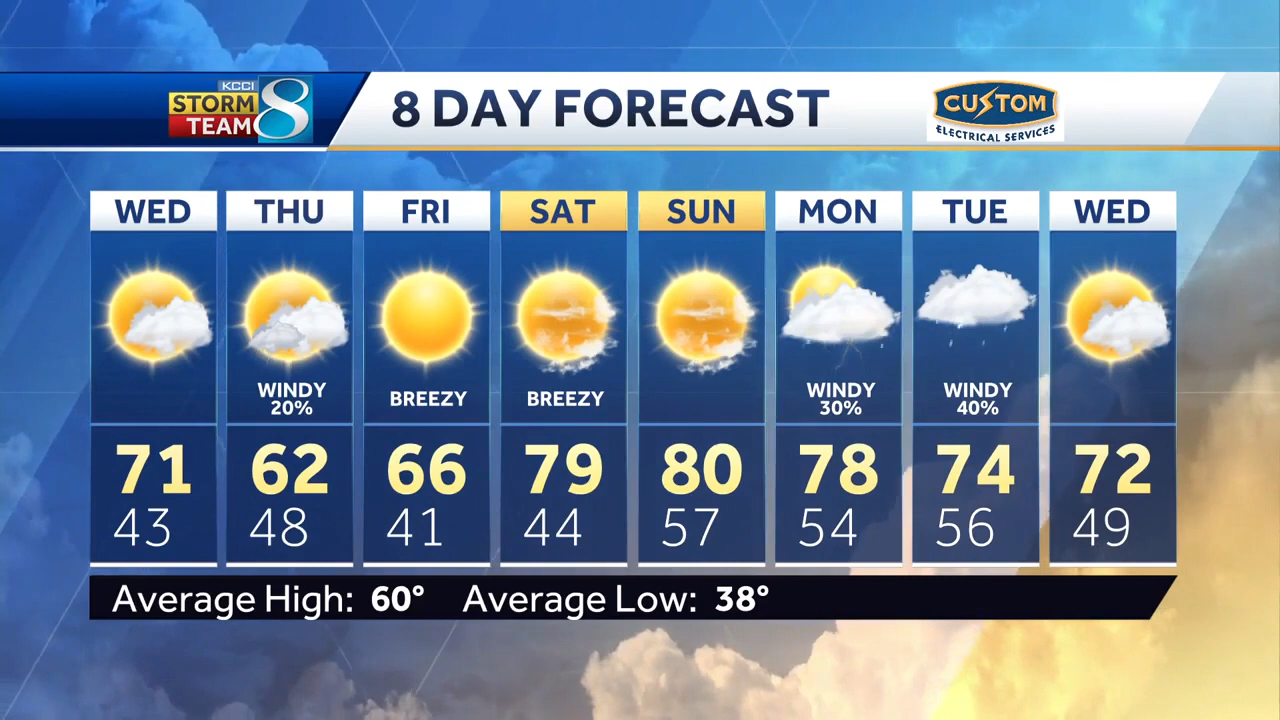 KCCI
STORM
TEAM 8
8 DAY FORECAST
CUSTOM
ELECTRICAL SERVICES
WED THU FRI SAT SUN MON TUE WED
WINDY 20%
BREEZY
BREEZY
WINDY 30%
WINDY 40%
71 62 66 79 80 78 74 72
43 48 41 44 57 54 56 49
Average High: 60° Average Low: 38°